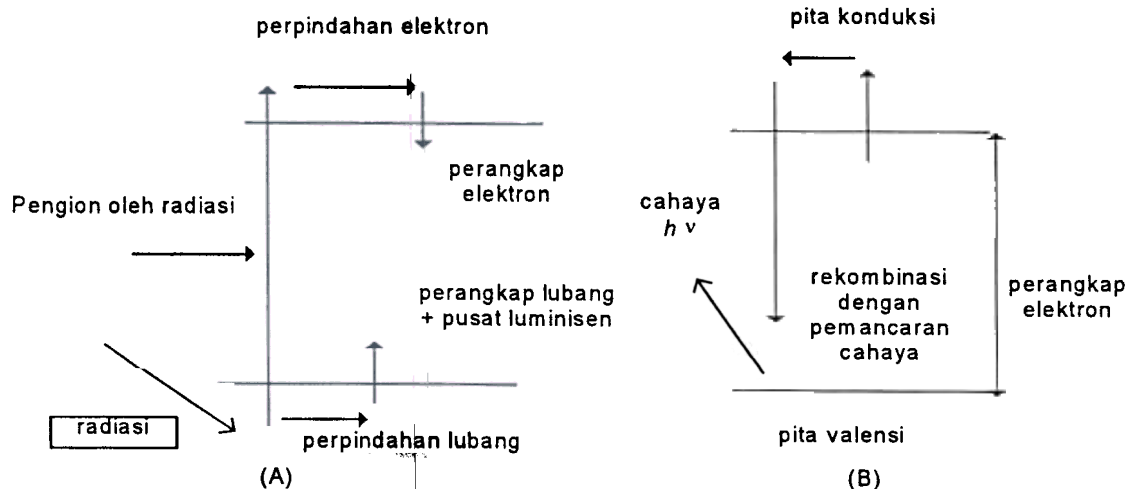 perpindahan elektron
perangkap
elektron
Pengion oleh radiasi
perangkap lubang
+ pusat luminisen
radiasi
perpindahan lubang
(A)
pita konduksi
cahaya
h ν
rekombinasi
dengan
pemancaran
cahaya
perangkap
elektron
pita valensi
(B)